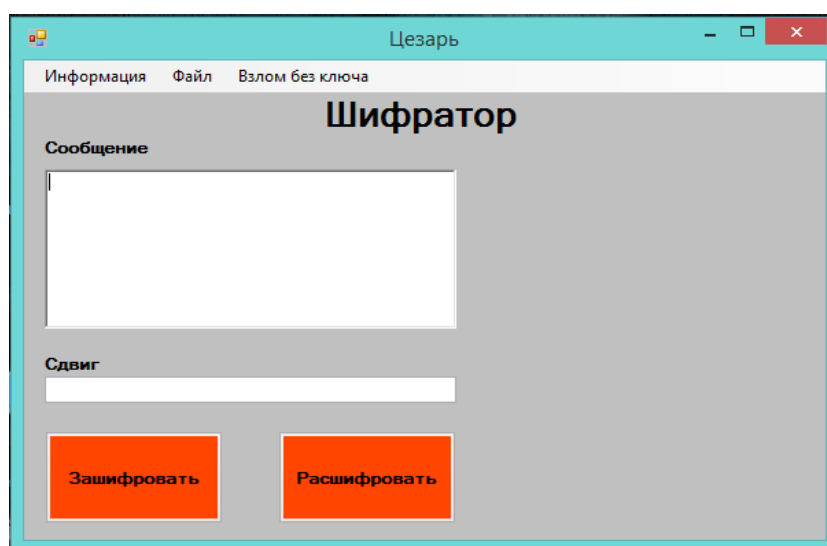 Цезарь
Информация Файл Взлом без ключа
Шифратор
Сообщение
Сдвиг
Зашифровать Расшифровать